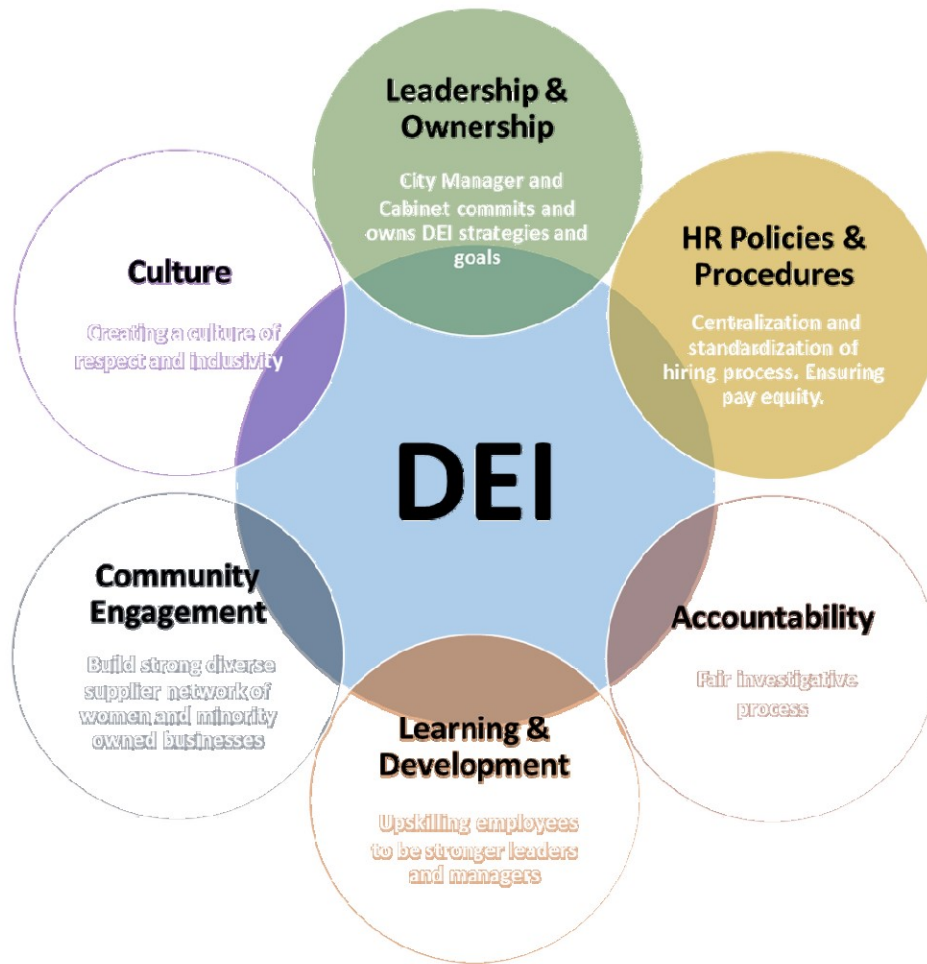 Leadership &
Ownership
City Manager and
Cabinet commits and
owns DEI strategies and
goals
HR Policies &
Procedures
Centralization and
standardization of
hiring process. Ensuring
pay equity.
Accountability
Fair investigative
process
Learning &
Development
Upskilling employees
to be stronger leaders
and managers
Community
Engagement
Build strong diverse
supplier network of
women and minority
owned businesses
Culture
Creating a culture of
respect and inclusivity
DEI